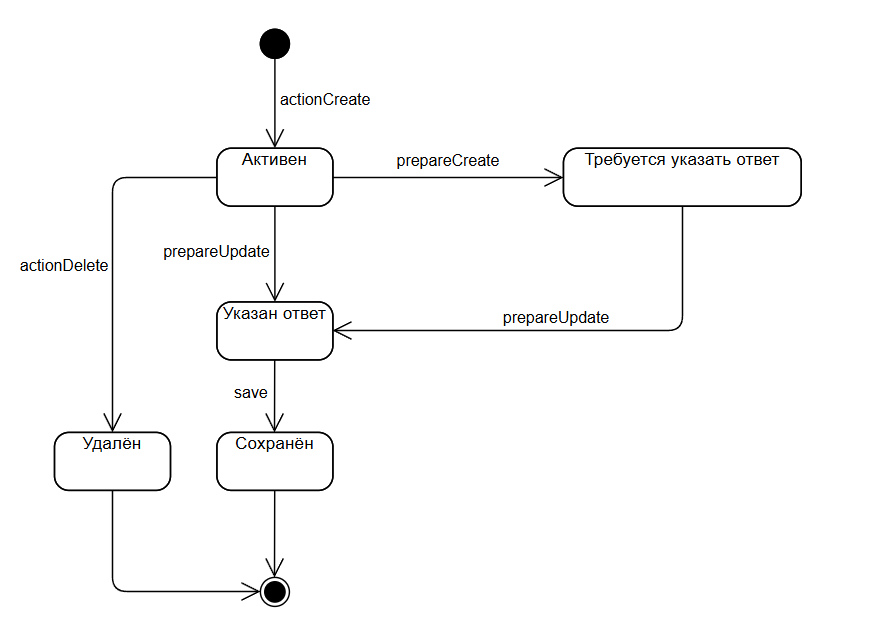 actionCreate
Активен
prepareCreate
Требуется указать ответ
prepareUpdate
actionDelete
Указан ответ
prepareUpdate
save
Удалён
Сохранён